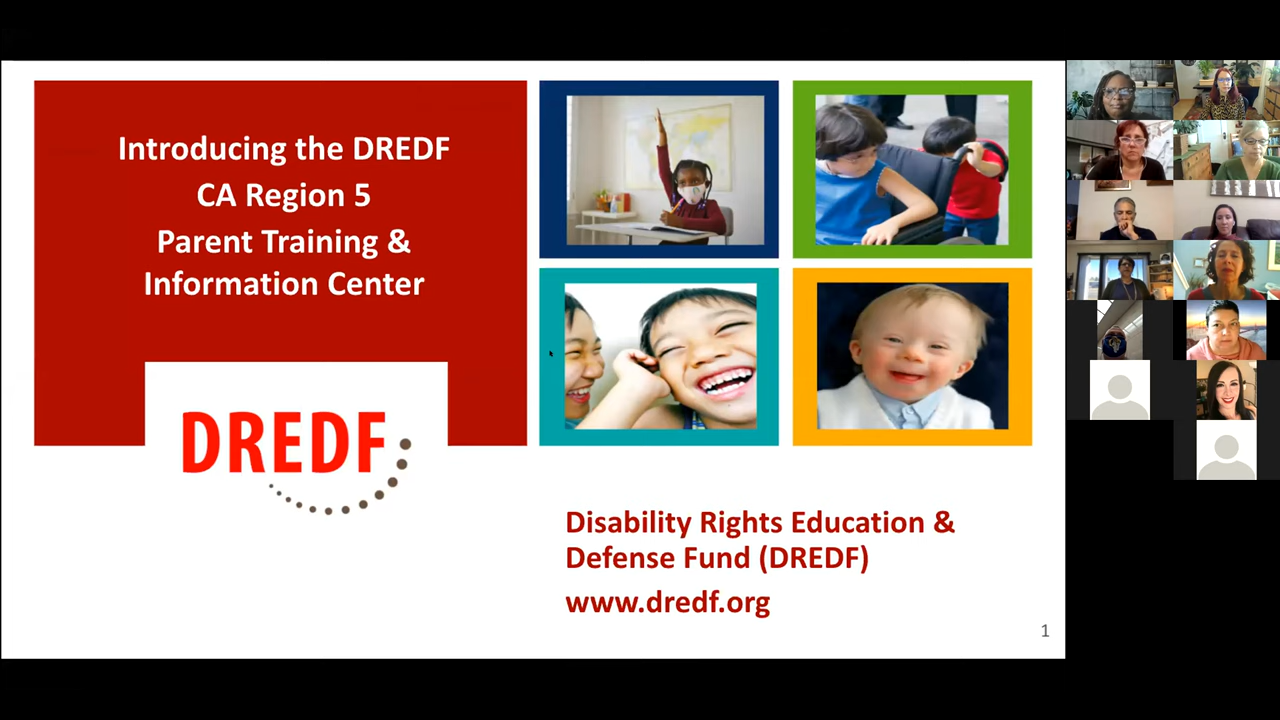 Introducing the DREDF
CA Region 5
Parent Training &
Information Center
DREDF
Disability Rights Education &
Defense Fund (DREDF)
www.dredf.org
1